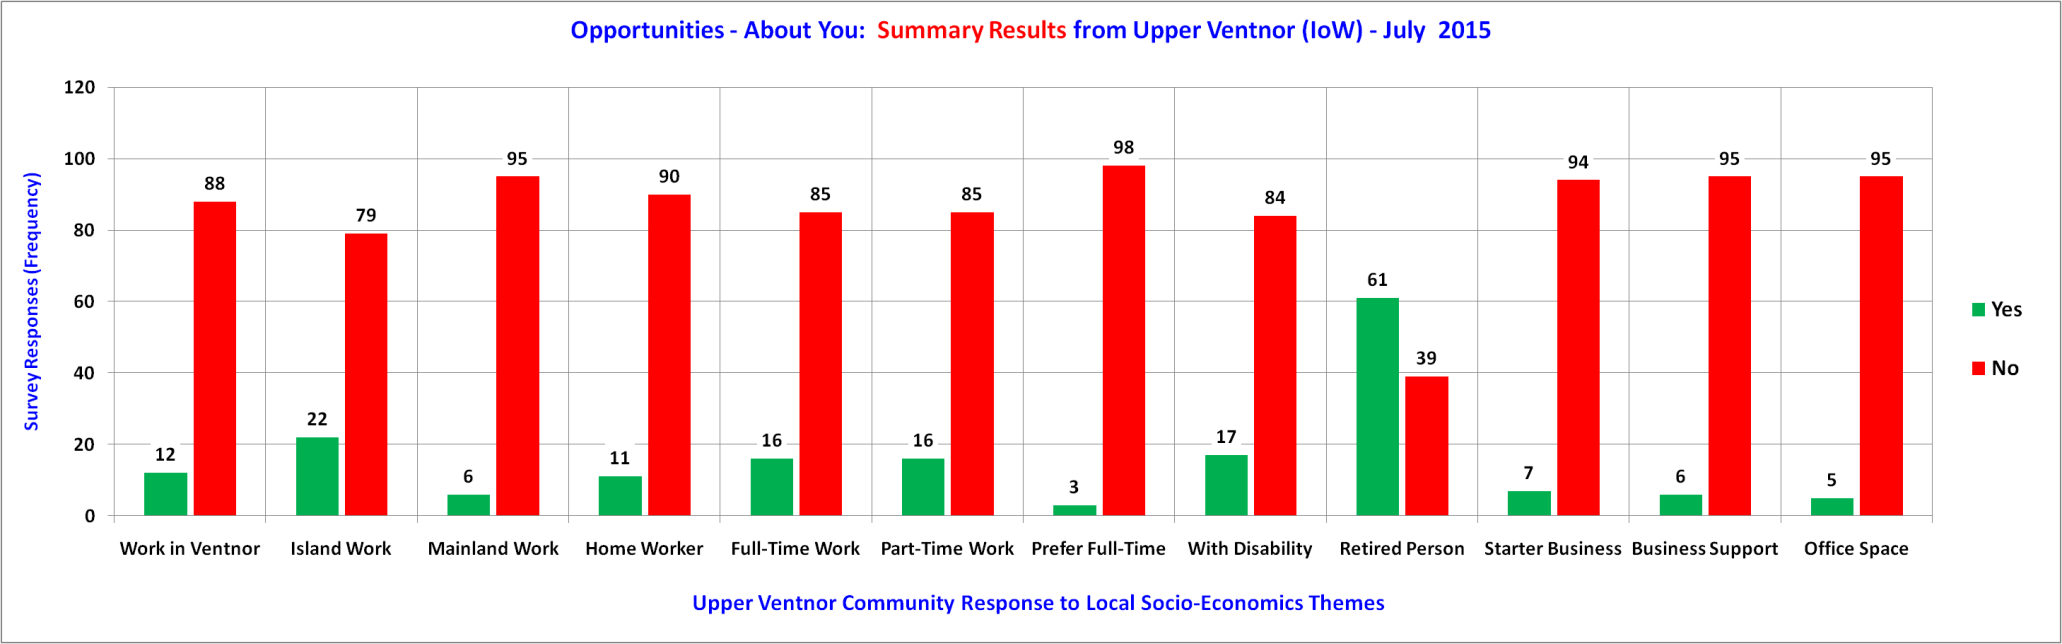 Opportunities - About You: Summary Results from Upper Ventnor (IoW) - July 2015
120
100
80
60
40
20
0
Survey Responses (Frequency)
12 88 22 79 6 95 11 90 16 85 16 85 3 98 17 84 61 39 7 94 6 95 5 95
Yes
No
Work in Ventnor Island Work Mainland Work Home Worker Full-Time Work Part-Time Work Prefer Full-Time With Disability Retired Person Starter Business Business Support Office Space
Upper Ventnor Community Response to Local Socio-Economics Themes